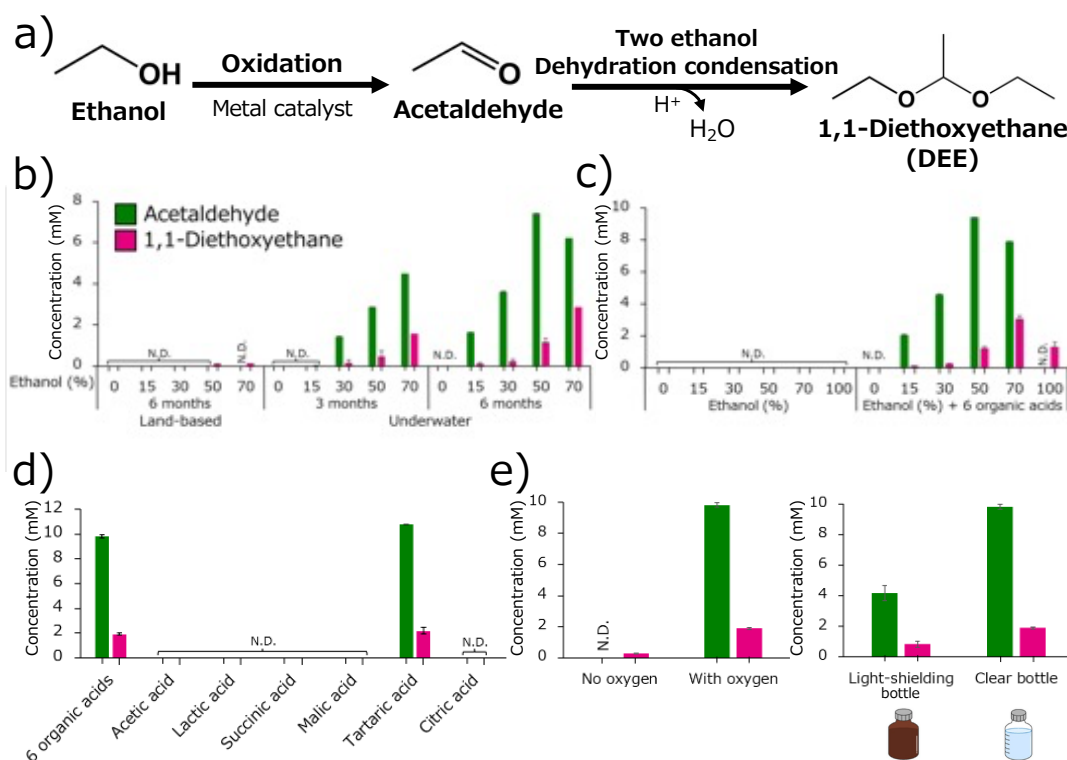 a)
OH
Ethanol
Oxidation
Metal catalyst
O
Acetaldehyde
Two ethanol
Dehydration condensation
H⁺
H₂O
O O
1,1-Diethoxyethane
(DEE)
b)
Concentration (mM)
8
6
4
2
0
Acetaldehyde
1,1-Diethoxyethane
N.D.
N.D.
N.D.
N.D.
Ethanol (%)
0 15 30 50 70 0 15 30 50 70 0 15 30 50 70
6 months 3 months 6 months
Land-based Underwater
c)
Concentration (mM)
10
8
6
4
2
0
N.D.
N.D.
N.D.
0 15 30 50 70 100 0 15 30 50 70 100
Ethanol (%) Ethanol (%) + 6 organic acids
d)
Concentration (mM)
12
10
8
6
4
2
0
N.D.
N.D.
6 organic acids
Acetic acid
Lactic acid
Succinic acid
Malic acid
Tartaric acid
Citric acid
e)
Concentration (mM)
10
8
6
4
2
0
N.D.
No oxygen With oxygen
Concentration (mM)
10
8
6
4
2
0
Light-shielding
bottle
Clear bottle